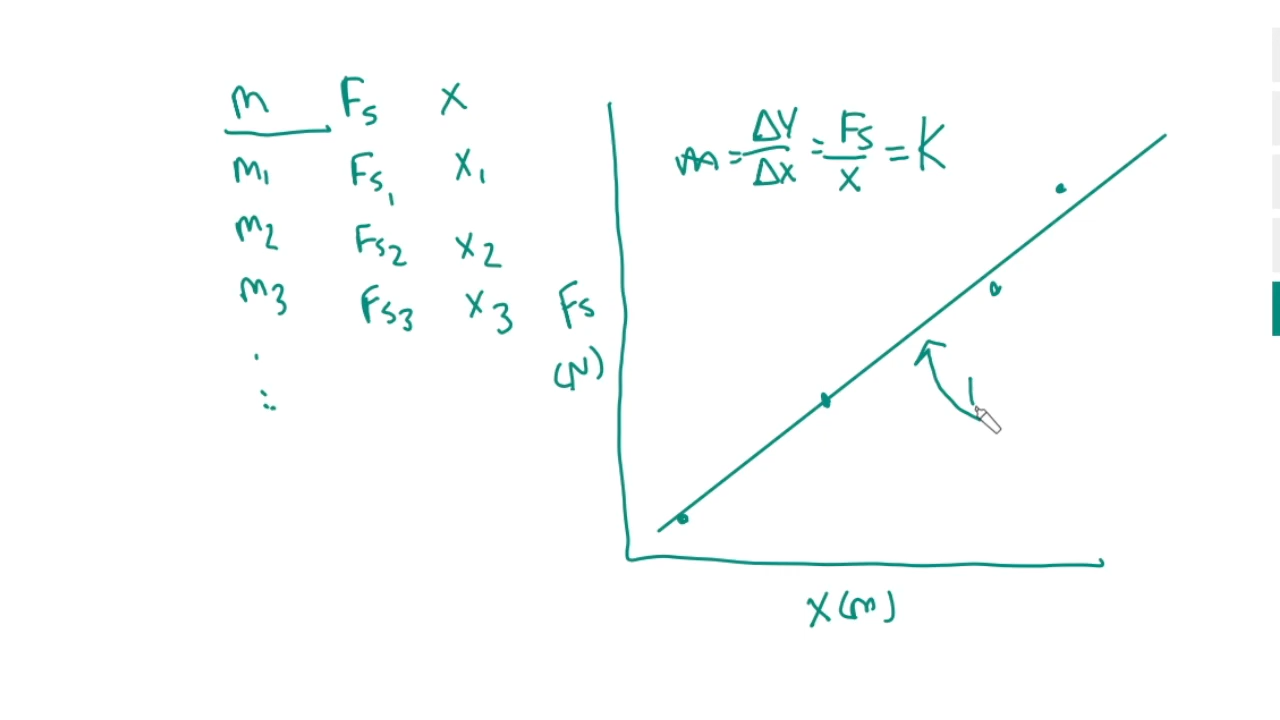 m Fs x
m1 Fs1 x1
m2 Fs2 x2
m3 Fs3 x3
Fs
(N)
m = ΔY/ΔX = Fs/x = K
X(m)